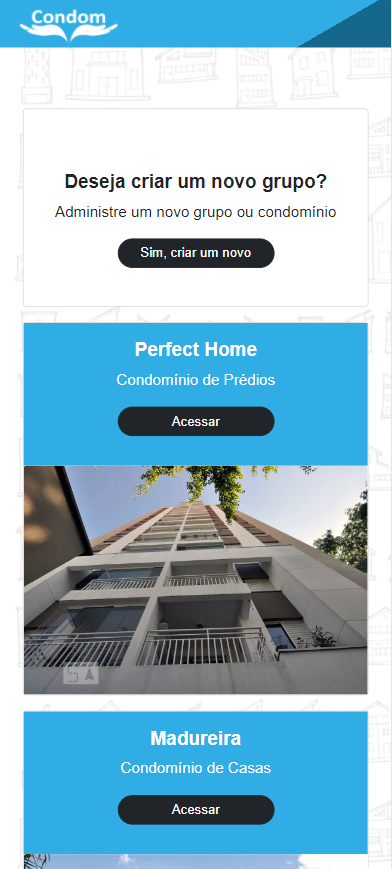 Condom
Deseja criar um novo grupo?
Administre um novo grupo ou condomínio
Sim, criar um novo
Perfect Home
Condomínio de Prédios
Acessar
SA
Madureira
Condomínio de Casas
Acessar